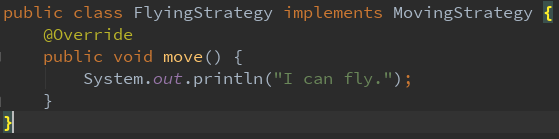 public class FlyingStrategy implements MovingStrategy {
    @Override
    public void move() {
        System.out.println("I can fly.");
    }
}